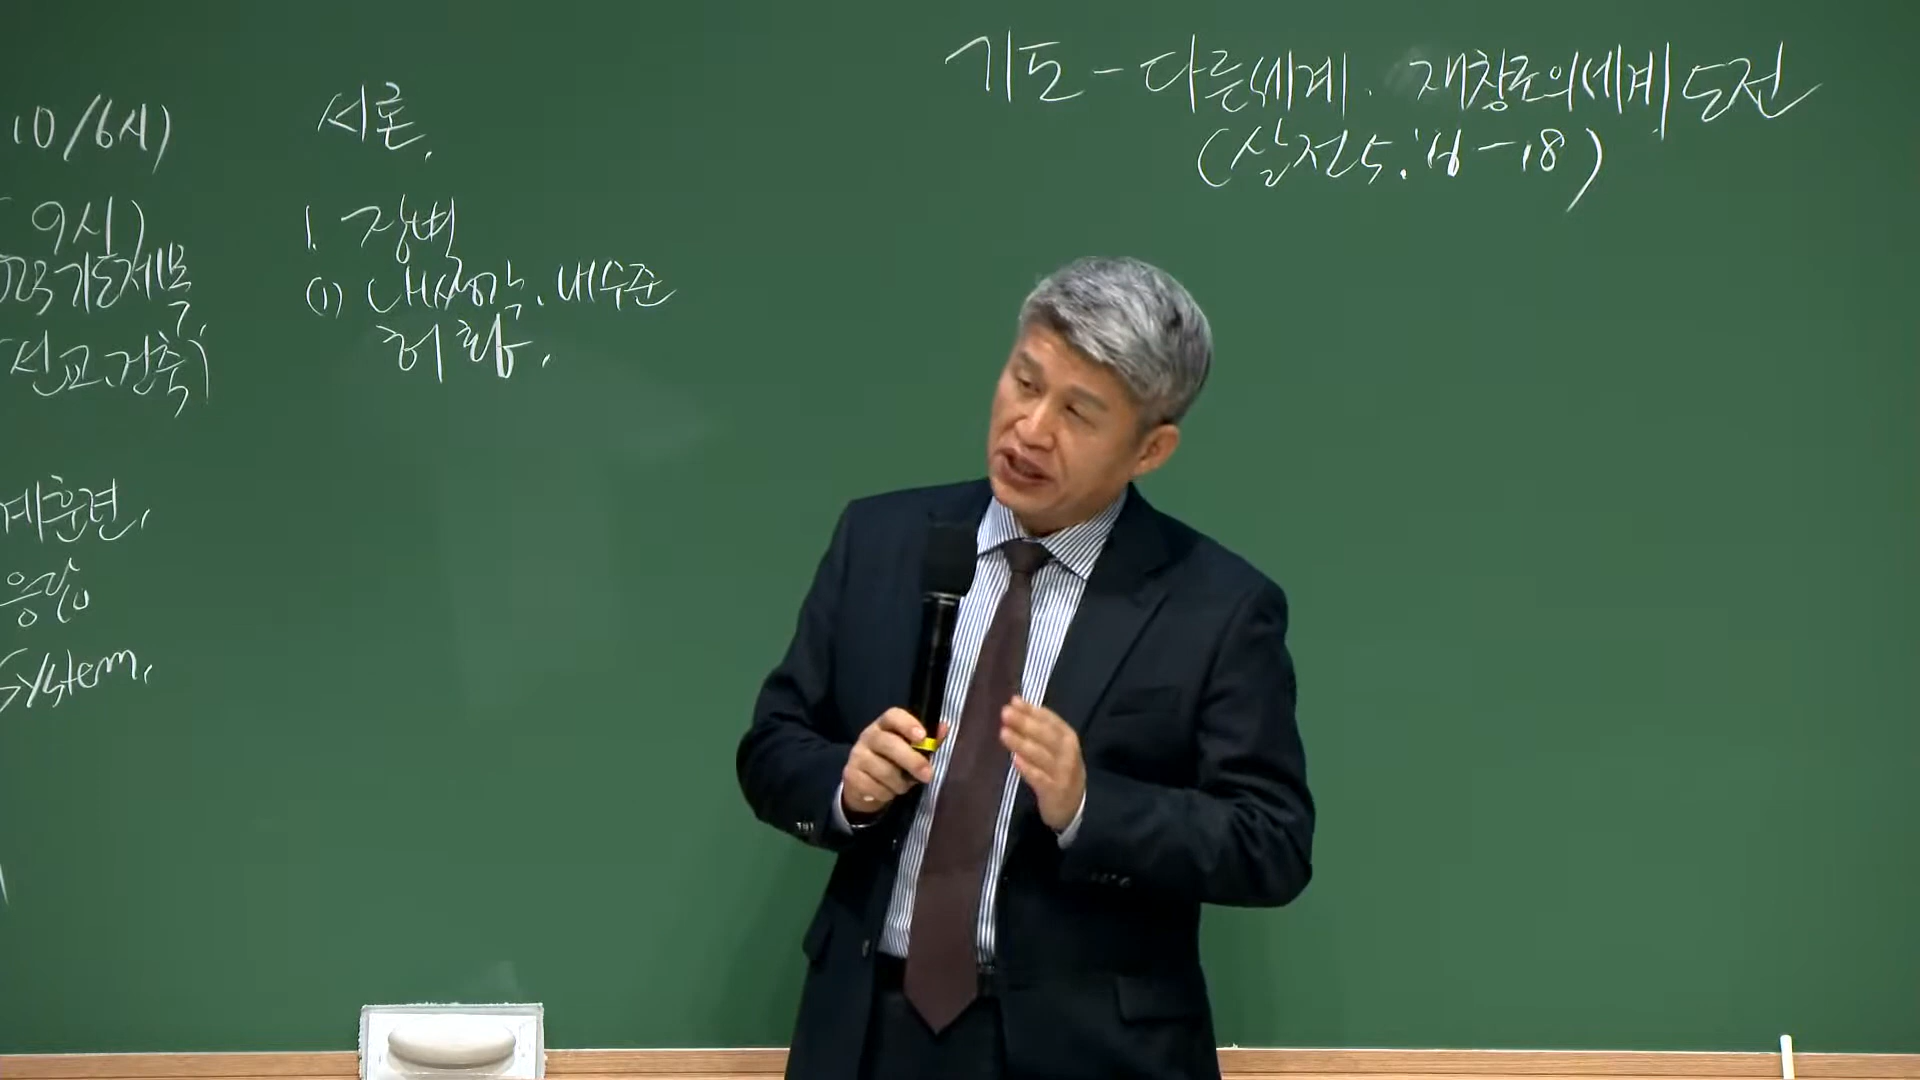 기도 - 다른세계. 재창조의세계 도전
(살전 5:16-18)
10/6시)
9시)
기도제목,
선교.건축)
계훈련,
응답
System,
서론,
1. 장벽
(1) 내생각, 내수준